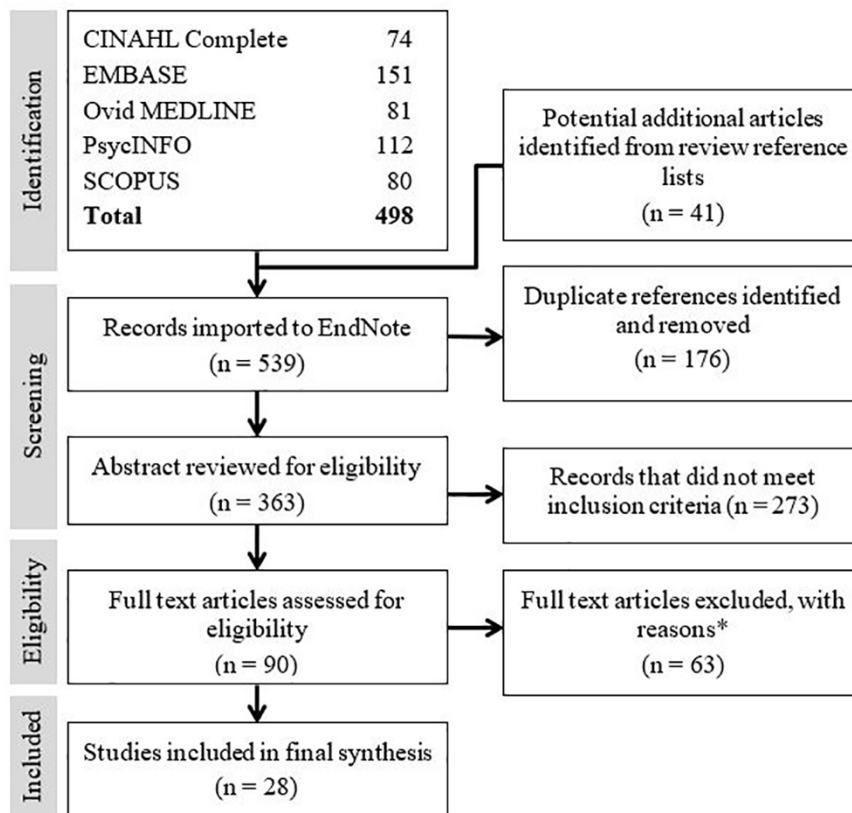 Identification
CINAHL Complete 74
EMBASE 151
Ovid MEDLINE 81
PsycINFO 112
SCOPUS 80
Total 498
Potential additional articles
identified from review reference
lists
(n = 41)
Screening
Records imported to EndNote
(n = 539)
Duplicate references identified
and removed
(n = 176)
Abstract reviewed for eligibility
(n = 363)
Records that did not meet
inclusion criteria (n = 273)
Eligibility
Full text articles assessed for
eligibility
(n = 90)
Full text articles excluded, with
reasons*
(n = 63)
Included
Studies included in final synthesis
(n = 28)